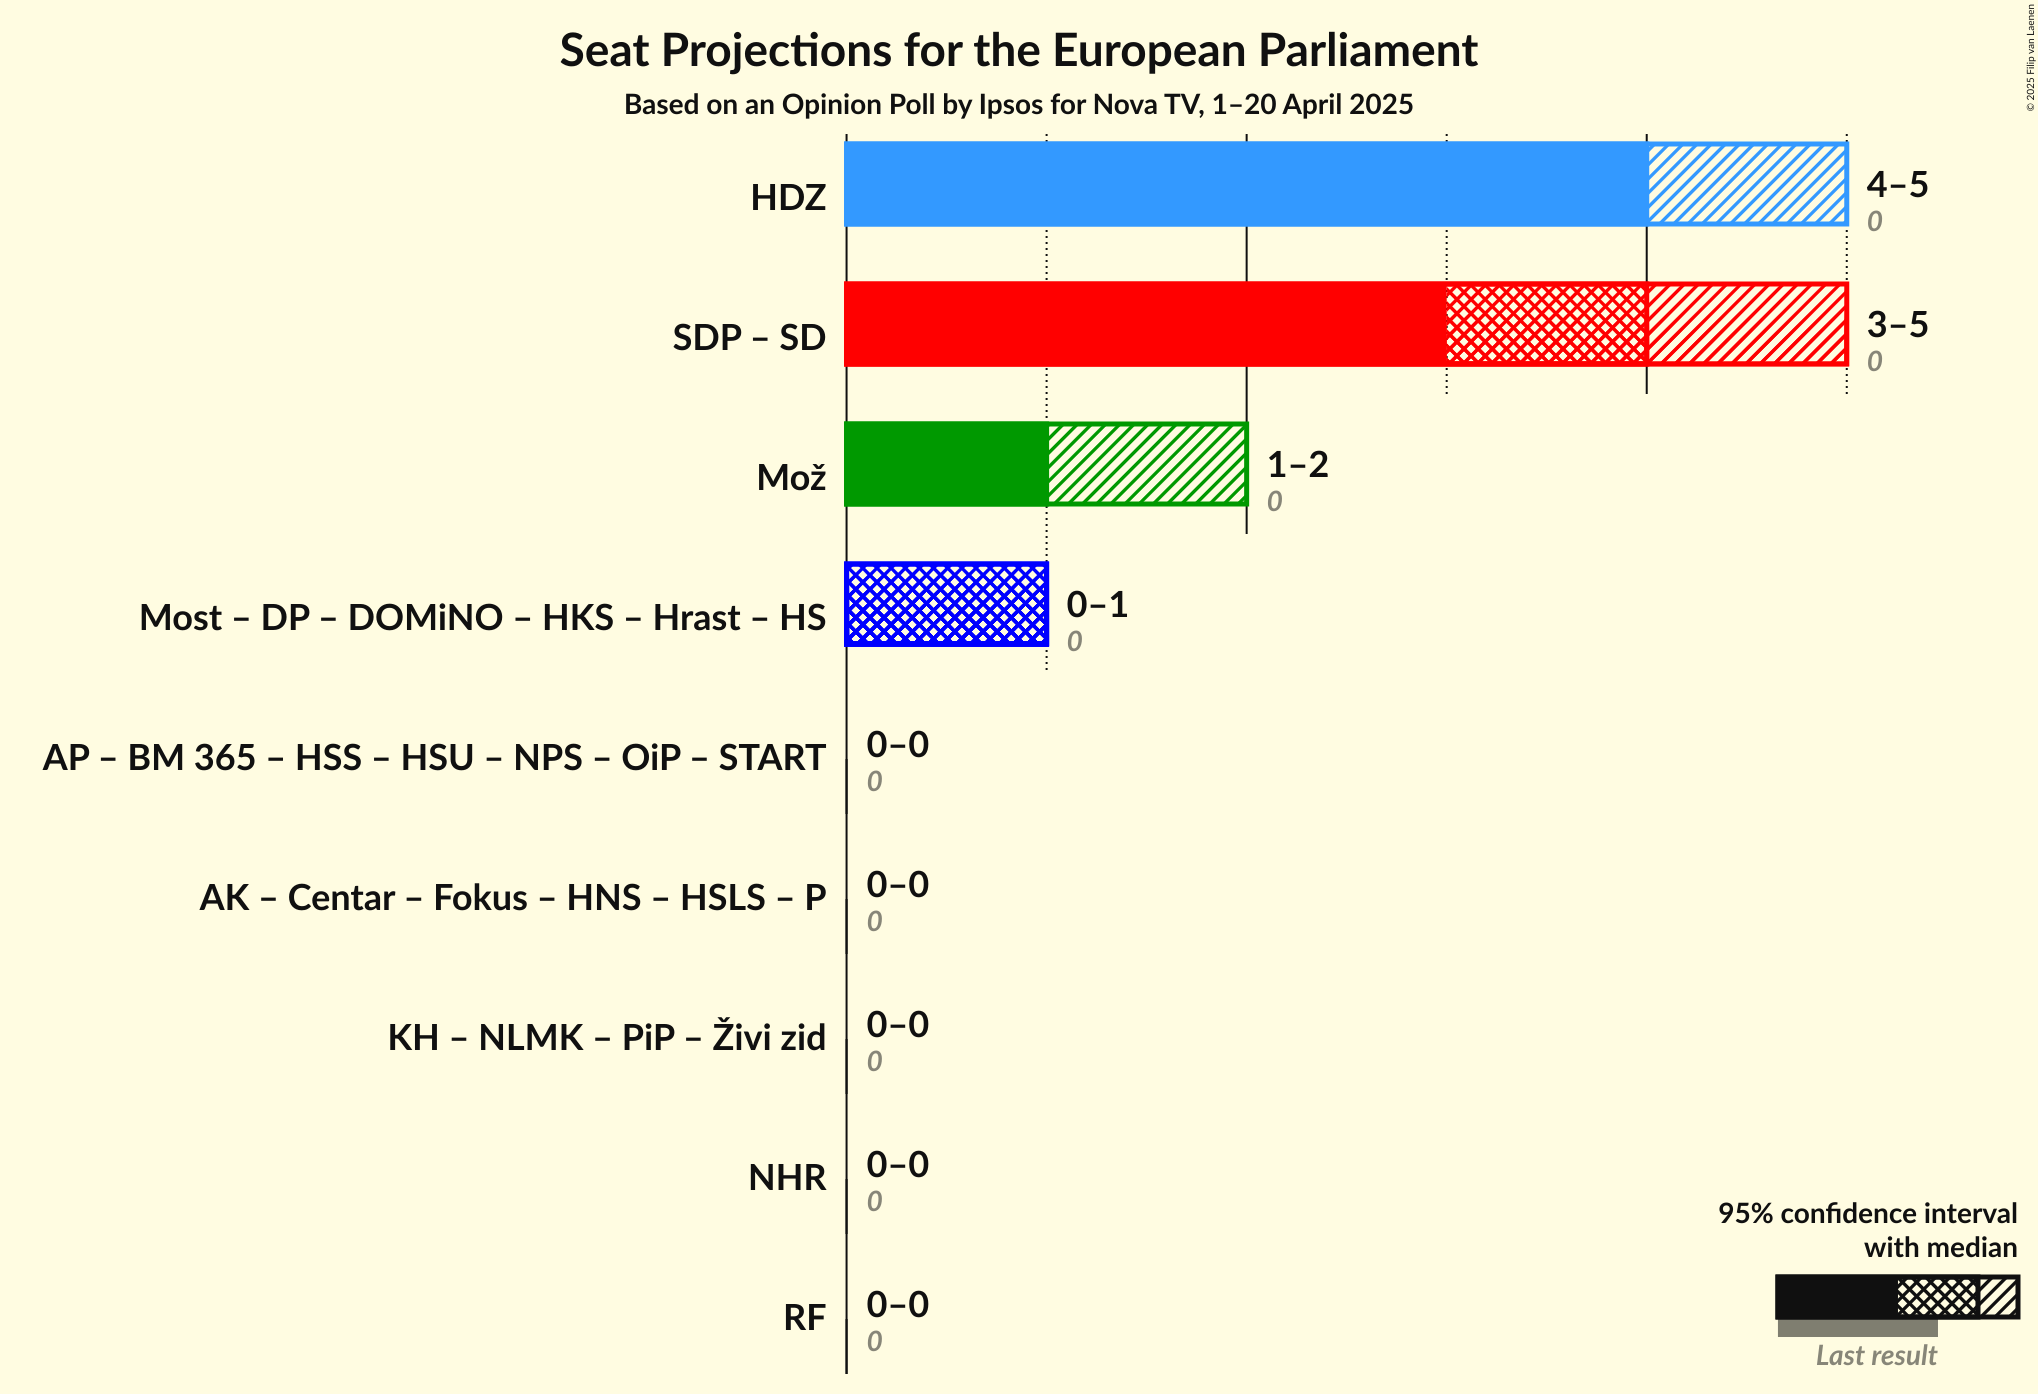 Seat Projections for the European Parliament
Based on an Opinion Poll by Ipsos for Nova TV, 1–20 April 2025
© 2025 Filip van Laenen
HDZ
4–5
0
SDP – SD
3–5
0
Mož
1–2
0
Most – DP – DOMiNO – HKS – Hrast – HS
0–1
0
AP – BM 365 – HSS – HSU – NPS – OiP – START
0–0
0
AK – Centar – Fokus – HNS – HSLS – P
0–0
0
KH – NLMK – PiP – Živi zid
0–0
0
NHR
0–0
0
RF
0–0
0
95% confidence interval
with median
Last result